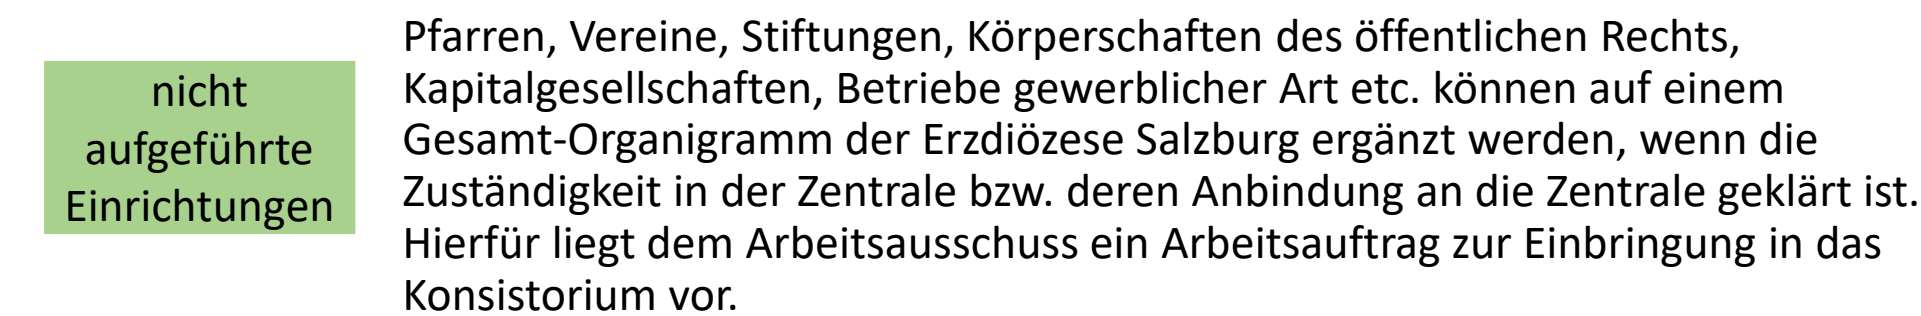 nicht
aufgeführte
Einrichtungen
Pfarren, Vereine, Stiftungen, Körperschaften des öffentlichen Rechts,
Kapitalgesellschaften, Betriebe gewerblicher Art etc. können auf einem
Gesamt-Organigramm der Erzdiözese Salzburg ergänzt werden, wenn die
Zuständigkeit in der Zentrale bzw. deren Anbindung an die Zentrale geklärt ist.
Hierfür liegt dem Arbeitsausschuss ein Arbeitsauftrag zur Einbringung in das
Konsistorium vor.